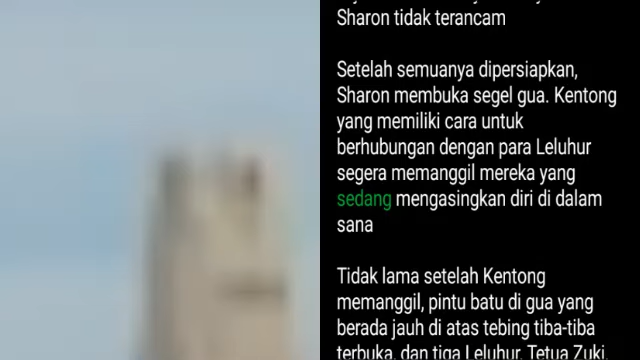 Sharon tidak terancam
Setelah semuanya dipersiapkan,
Sharon membuka segel gua. Kentong
yang memiliki cara untuk
berhubungan dengan para Leluhur
segera memanggil mereka yang
sedang mengasingkan diri di dalam
sana
Tidak lama setelah Kentong
memanggil, pintu batu di gua yang
berada jauh di atas tebing tiba-tiba
terbuka, dan tiga Leluhur, Tetua Zuki,